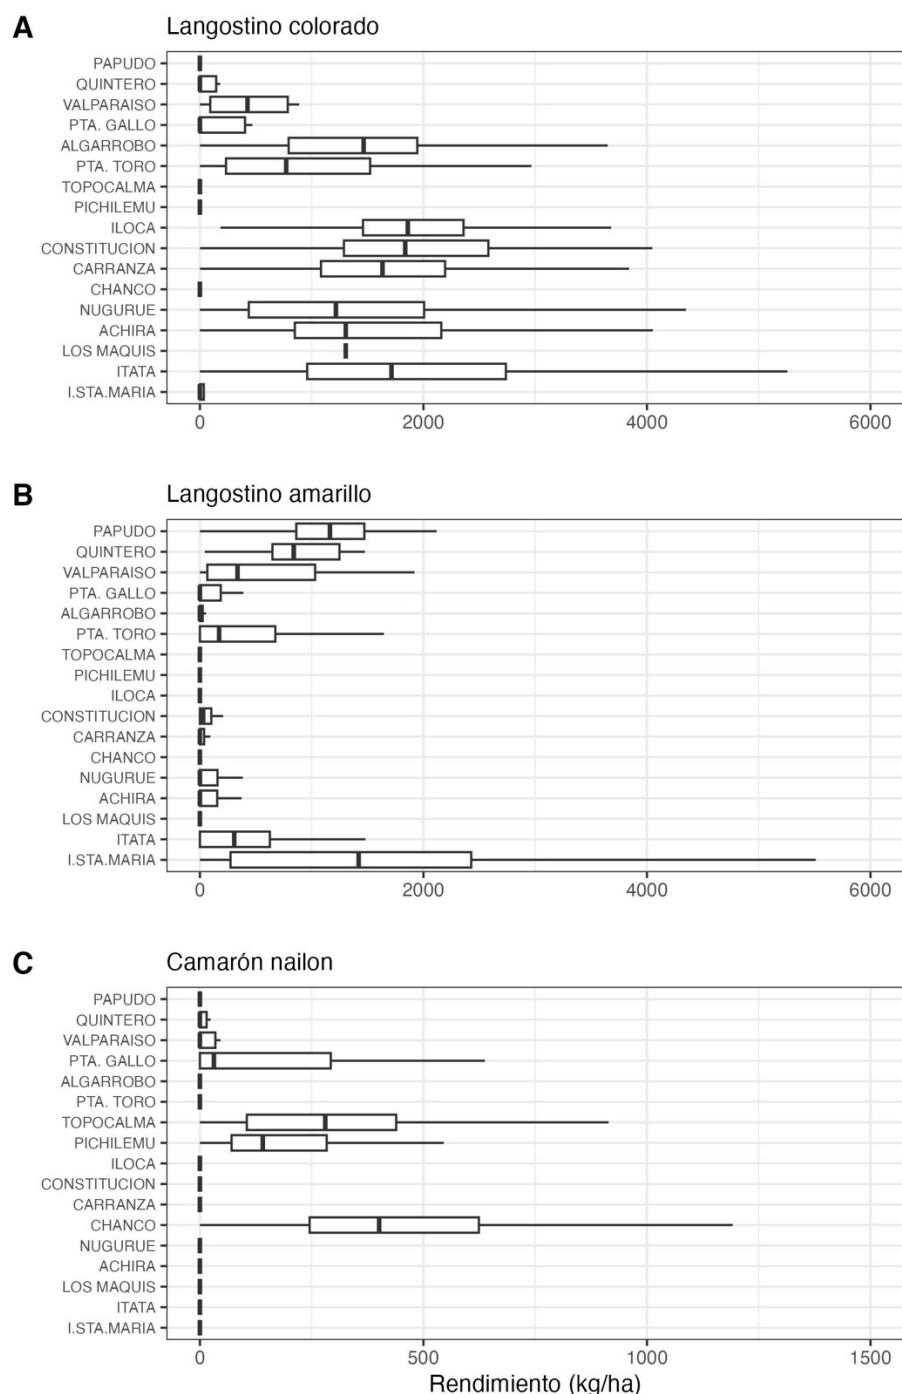 A
Langostino colorado
PAPUDO
QUINTERO
VALPARAISO
PTA. GALLO
ALGARROBO
PTA. TORO
TOPOCALMA
PICHILEMU
ILOCA
CONSTITUCION
CARRANZA
CHANCO
NUGURUE
ACHIRA
LOS MAQUIS
ITATA
I.STA.MARIA
0 2000 4000 6000
B
Langostino amarillo
PAPUDO
QUINTERO
VALPARAISO
PTA. GALLO
ALGARROBO
PTA. TORO
TOPOCALMA
PICHILEMU
ILOCA
CONSTITUCION
CARRANZA
CHANCO
NUGURUE
ACHIRA
LOS MAQUIS
ITATA
I.STA.MARIA
0 2000 4000 6000
C
Camarón nailon
PAPUDO
QUINTERO
VALPARAISO
PTA. GALLO
ALGARROBO
PTA. TORO
TOPOCALMA
PICHILEMU
ILOCA
CONSTITUCION
CARRANZA
CHANCO
NUGURUE
ACHIRA
LOS MAQUIS
ITATA
I.STA.MARIA
0 500 1000 1500
Rendimiento (kg/ha)